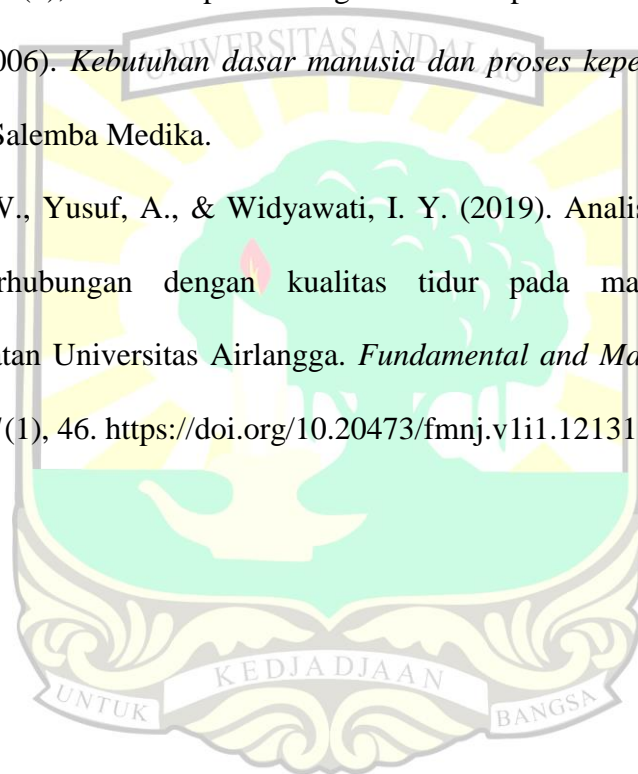 UNIVERSITAS ANDALAS
006). Kebutuhan dasar manusia dan proses kepe
Salemba Medika.
V., Yusuf, A., & Widyawati, I. Y. (2019). Analis
rhubungan dengan kualitas tidur pada ma
atan Universitas Airlangga. Fundamental and Ma
(1), 46. https://doi.org/10.20473/fmnj.v1i1.12131
KEDJADJAAN
UNTUK BANGSA